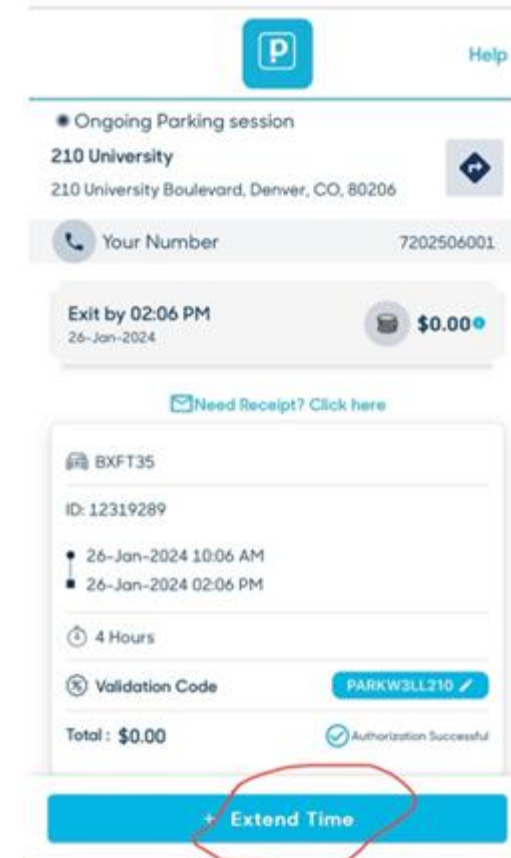 P
Help
Ongoing Parking session
210 University
210 University Boulevard, Denver, CO, 80206
Your Number 7202506001
Exit by 02:06 PM $0.00
26-Jan-2024
Need Receipt? Click here
BXFT35
ID: 12319289
26-Jan-2024 10:06 AM
26-Jan-2024 02:06 PM
4 Hours
Validation Code PARKW3LL210
Total : $0.00 Authorization Successful
+ Extend Time